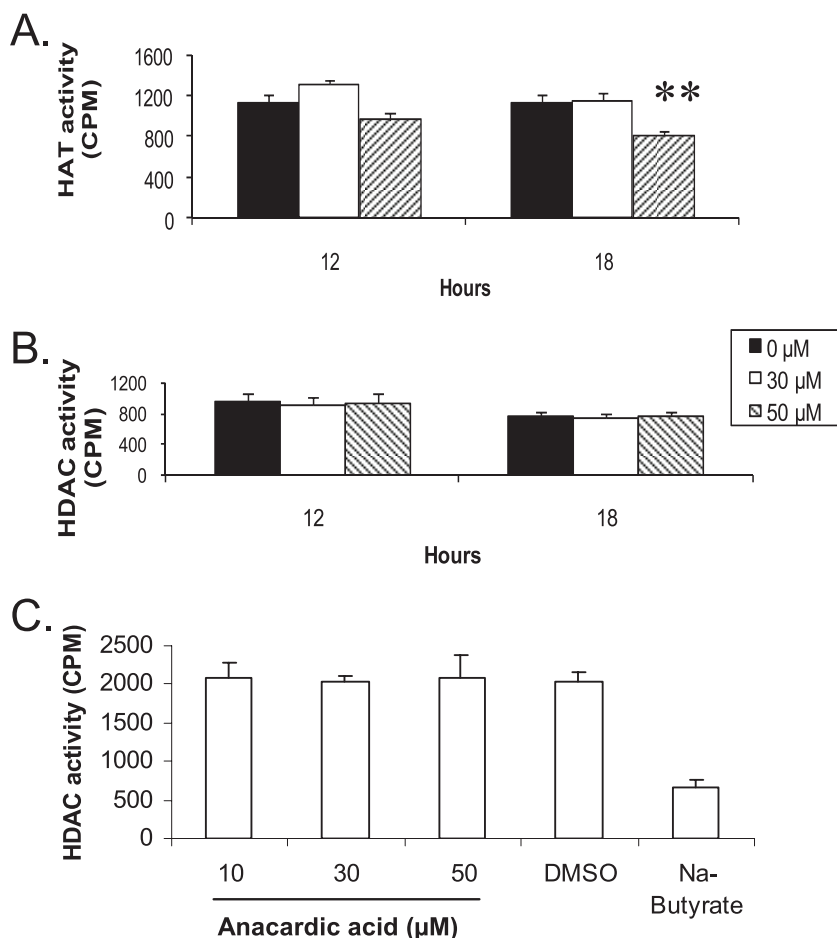 A.
HAT activity
(CPM)
1600
1200
800
400
0
**
12
18
Hours
B.
HDAC activity
(CPM)
1200
800
400
0
0 µM
30 µM
50 µM
12
18
Hours
C.
HDAC activity (CPM)
2500
2000
1500
1000
500
0
10
30
50
DMSO
Na-
Butyrate
Anacardic acid (µM)